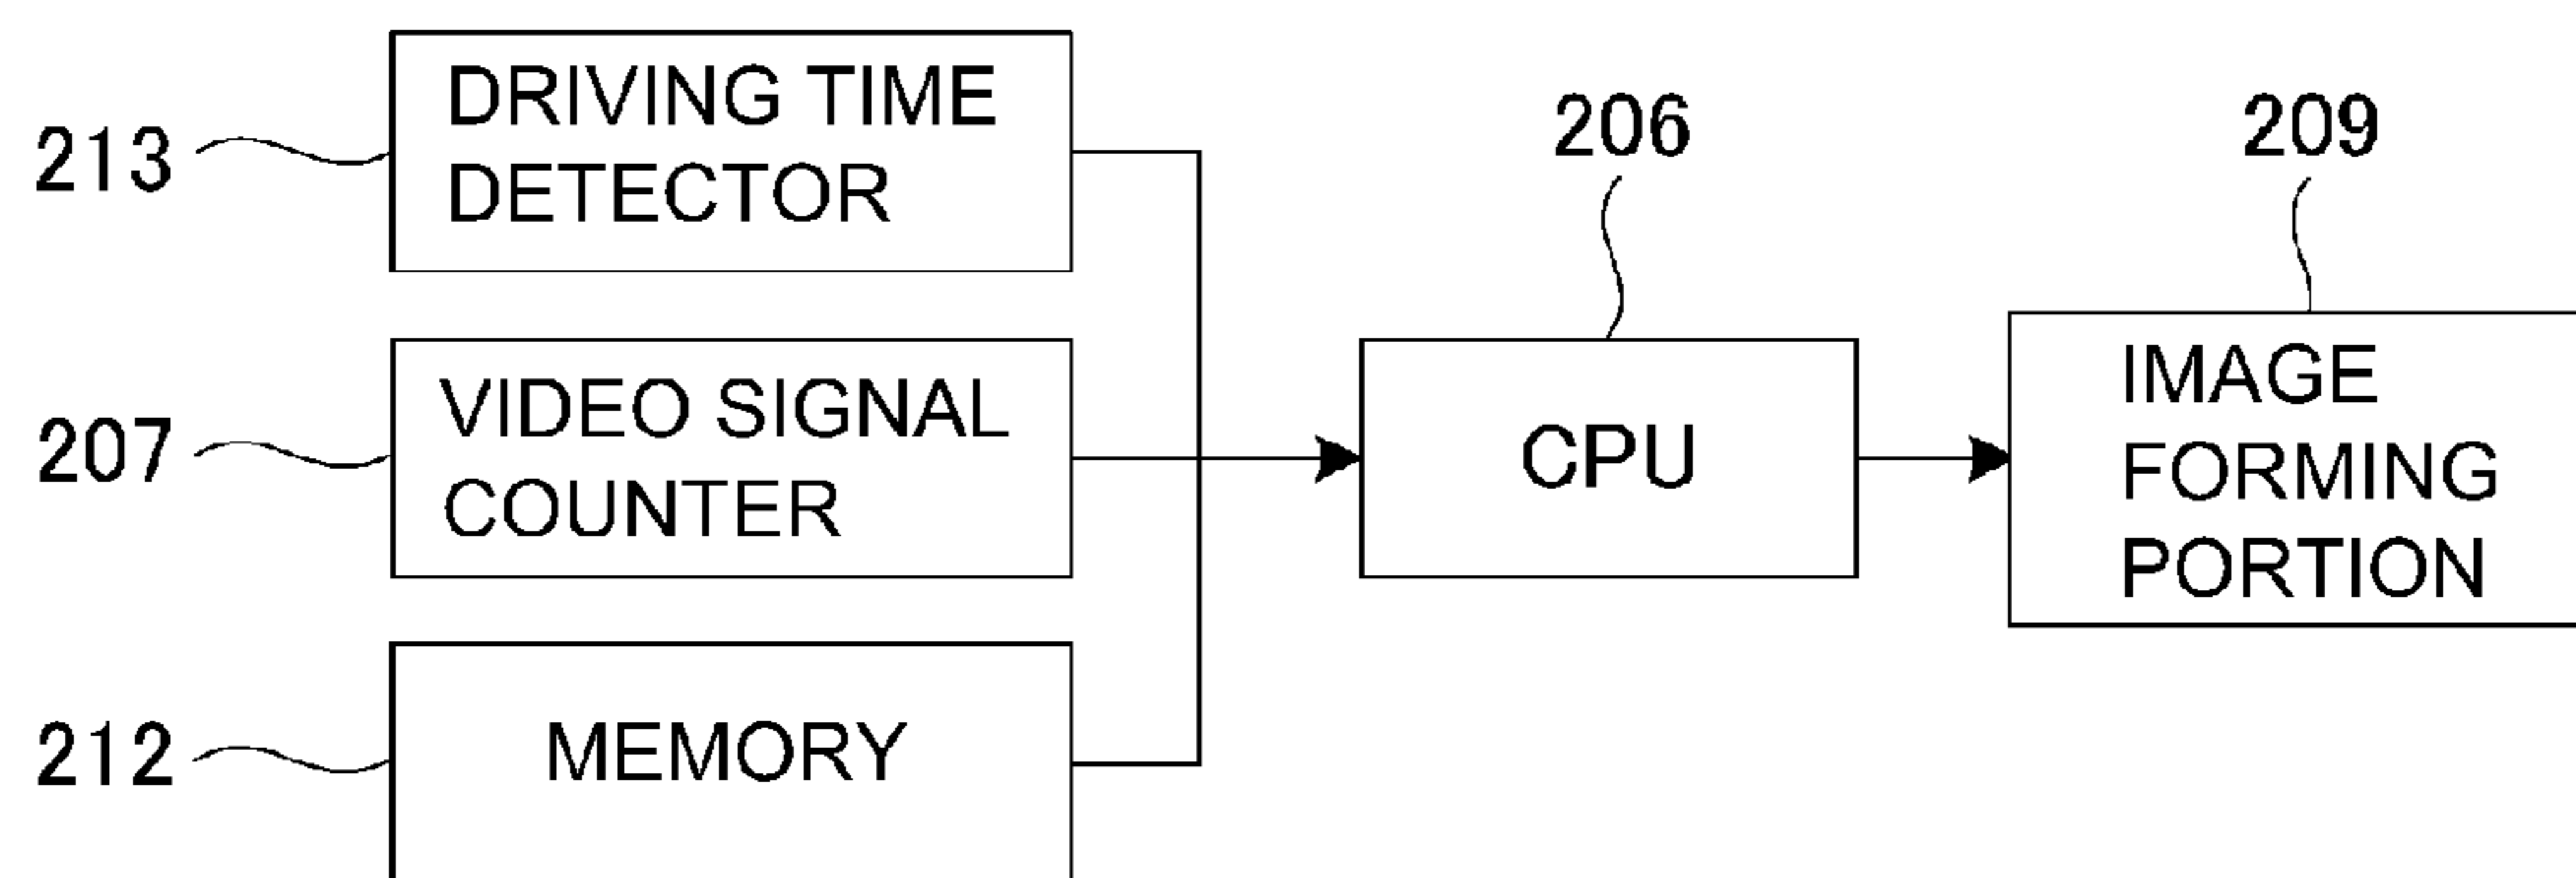 213
DRIVING TIME
DETECTOR
207
VIDEO SIGNAL
COUNTER
212
MEMORY
206
CPU
209
IMAGE
FORMING
PORTION